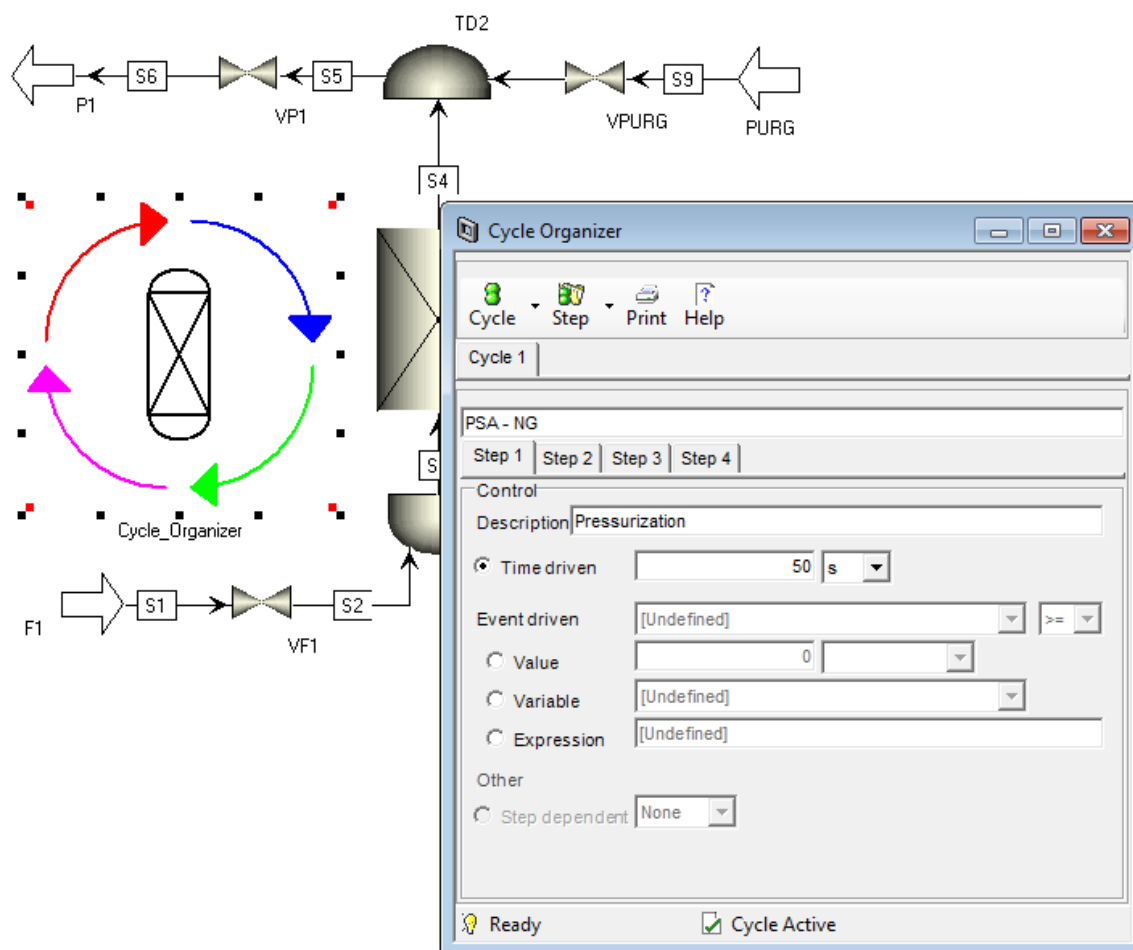 TD2
S6
S5
S9
P1
VP1
VPURG
PURG
S4
Cycle Organizer
Cycle Step Print Help
Cycle 1
PSA - NG
Step 1 Step 2 Step 3 Step 4
Control
Description Pressurization
Time driven 50 s
Event driven [Undefined] >=
Value 0
Variable [Undefined]
Expression [Undefined]
Other
Step dependent None
Ready Cycle Active
Cycle_Organizer
F1
S1
S2
VF1